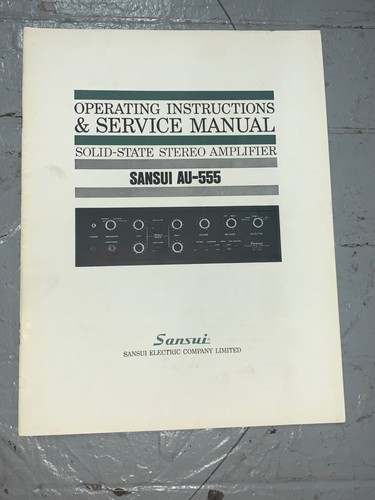 OPERATING INSTRUCTIONS
& SERVICE MANUAL
SOLID-STATE STEREO AMPLIFIER
SANSUI AU-555
Sansui
SANSUI ELECTRIC COMPANY LIMITED